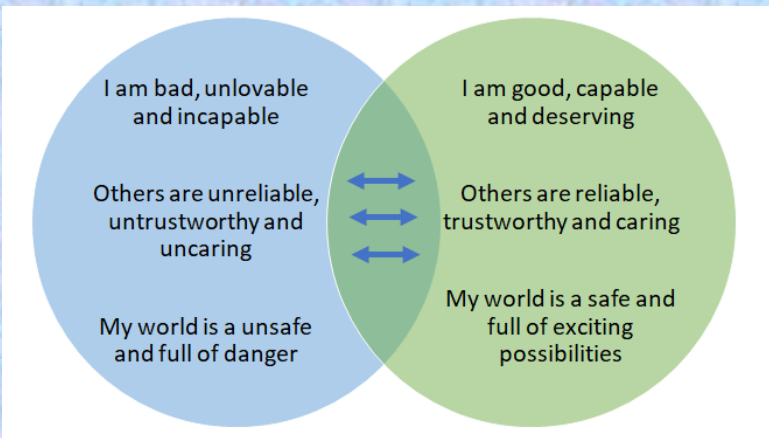 I am bad, unlovable
and incapable
Others are unreliable,
untrustworthy and
uncaring
My world is a unsafe
and full of danger
I am good, capable
and deserving
Others are reliable,
trustworthy and caring
My world is a safe and
full of exciting
possibilities